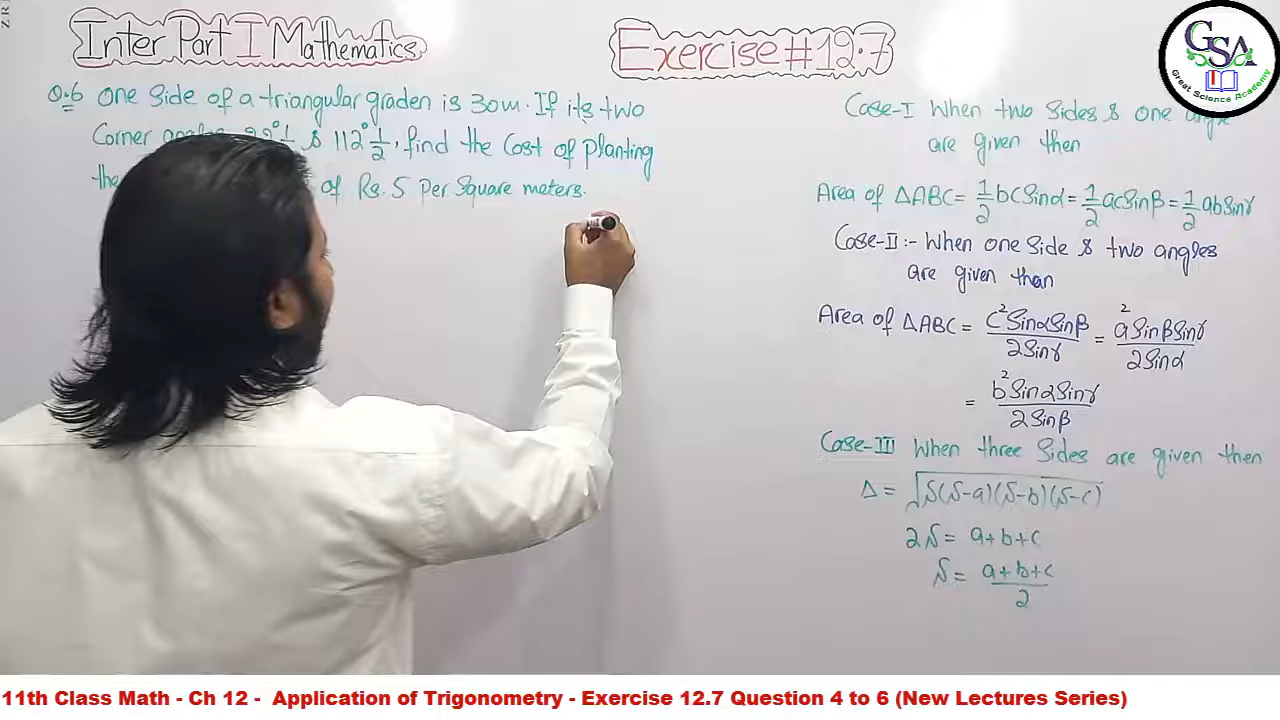 Inter Part I Mathematics
Exercise # 12.7
GSA
Great Science Academy
Q.6 One Side of a triangular graden is 30m. If its two
Corner 22°½ & 112°½, find the Cost of planting
the of Rs. 5 Per Square meters.
Case-I When two Sides & one angle
are given then
Area of ΔABC = 1/2 bc Sinα = 1/2 ac Sinβ = 1/2 ab Sinγ
Case-II :- When one Side & two angles
are given than
Area of ΔABC = c² Sinα Sinβ / 2 Sinγ = a² Sinβ Sinγ / 2 Sinα
= b² Sinα Sinγ / 2 Sinβ
Case-III When three Sides are given then
Δ = √S(S-a)(S-b)(S-c)
2S = a+b+c
S = a+b+c / 2
11th Class Math - Ch 12 - Application of Trigonometry - Exercise 12.7 Question 4 to 6 (New Lectures Series)